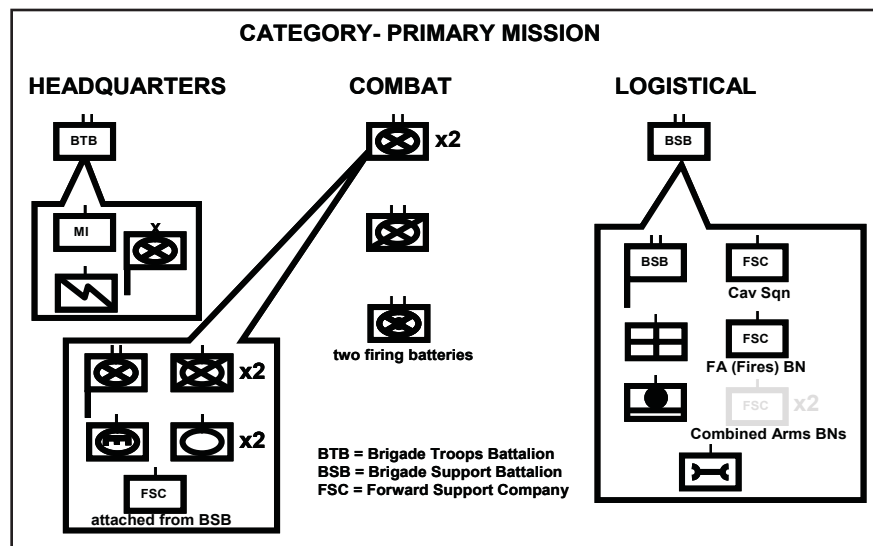 CATEGORY- PRIMARY MISSION
HEADQUARTERS
COMBAT
LOGISTICAL
BTB
x2
BSB
MI
X
BSB
FSC
Cav Sqn
two firing batteries
FSC
FA (Fires) BN
x2
FSC x2
Combined Arms BNs
x2
FSC
attached from BSB
BTB = Brigade Troops Battalion
BSB = Brigade Support Battalion
FSC = Forward Support Company